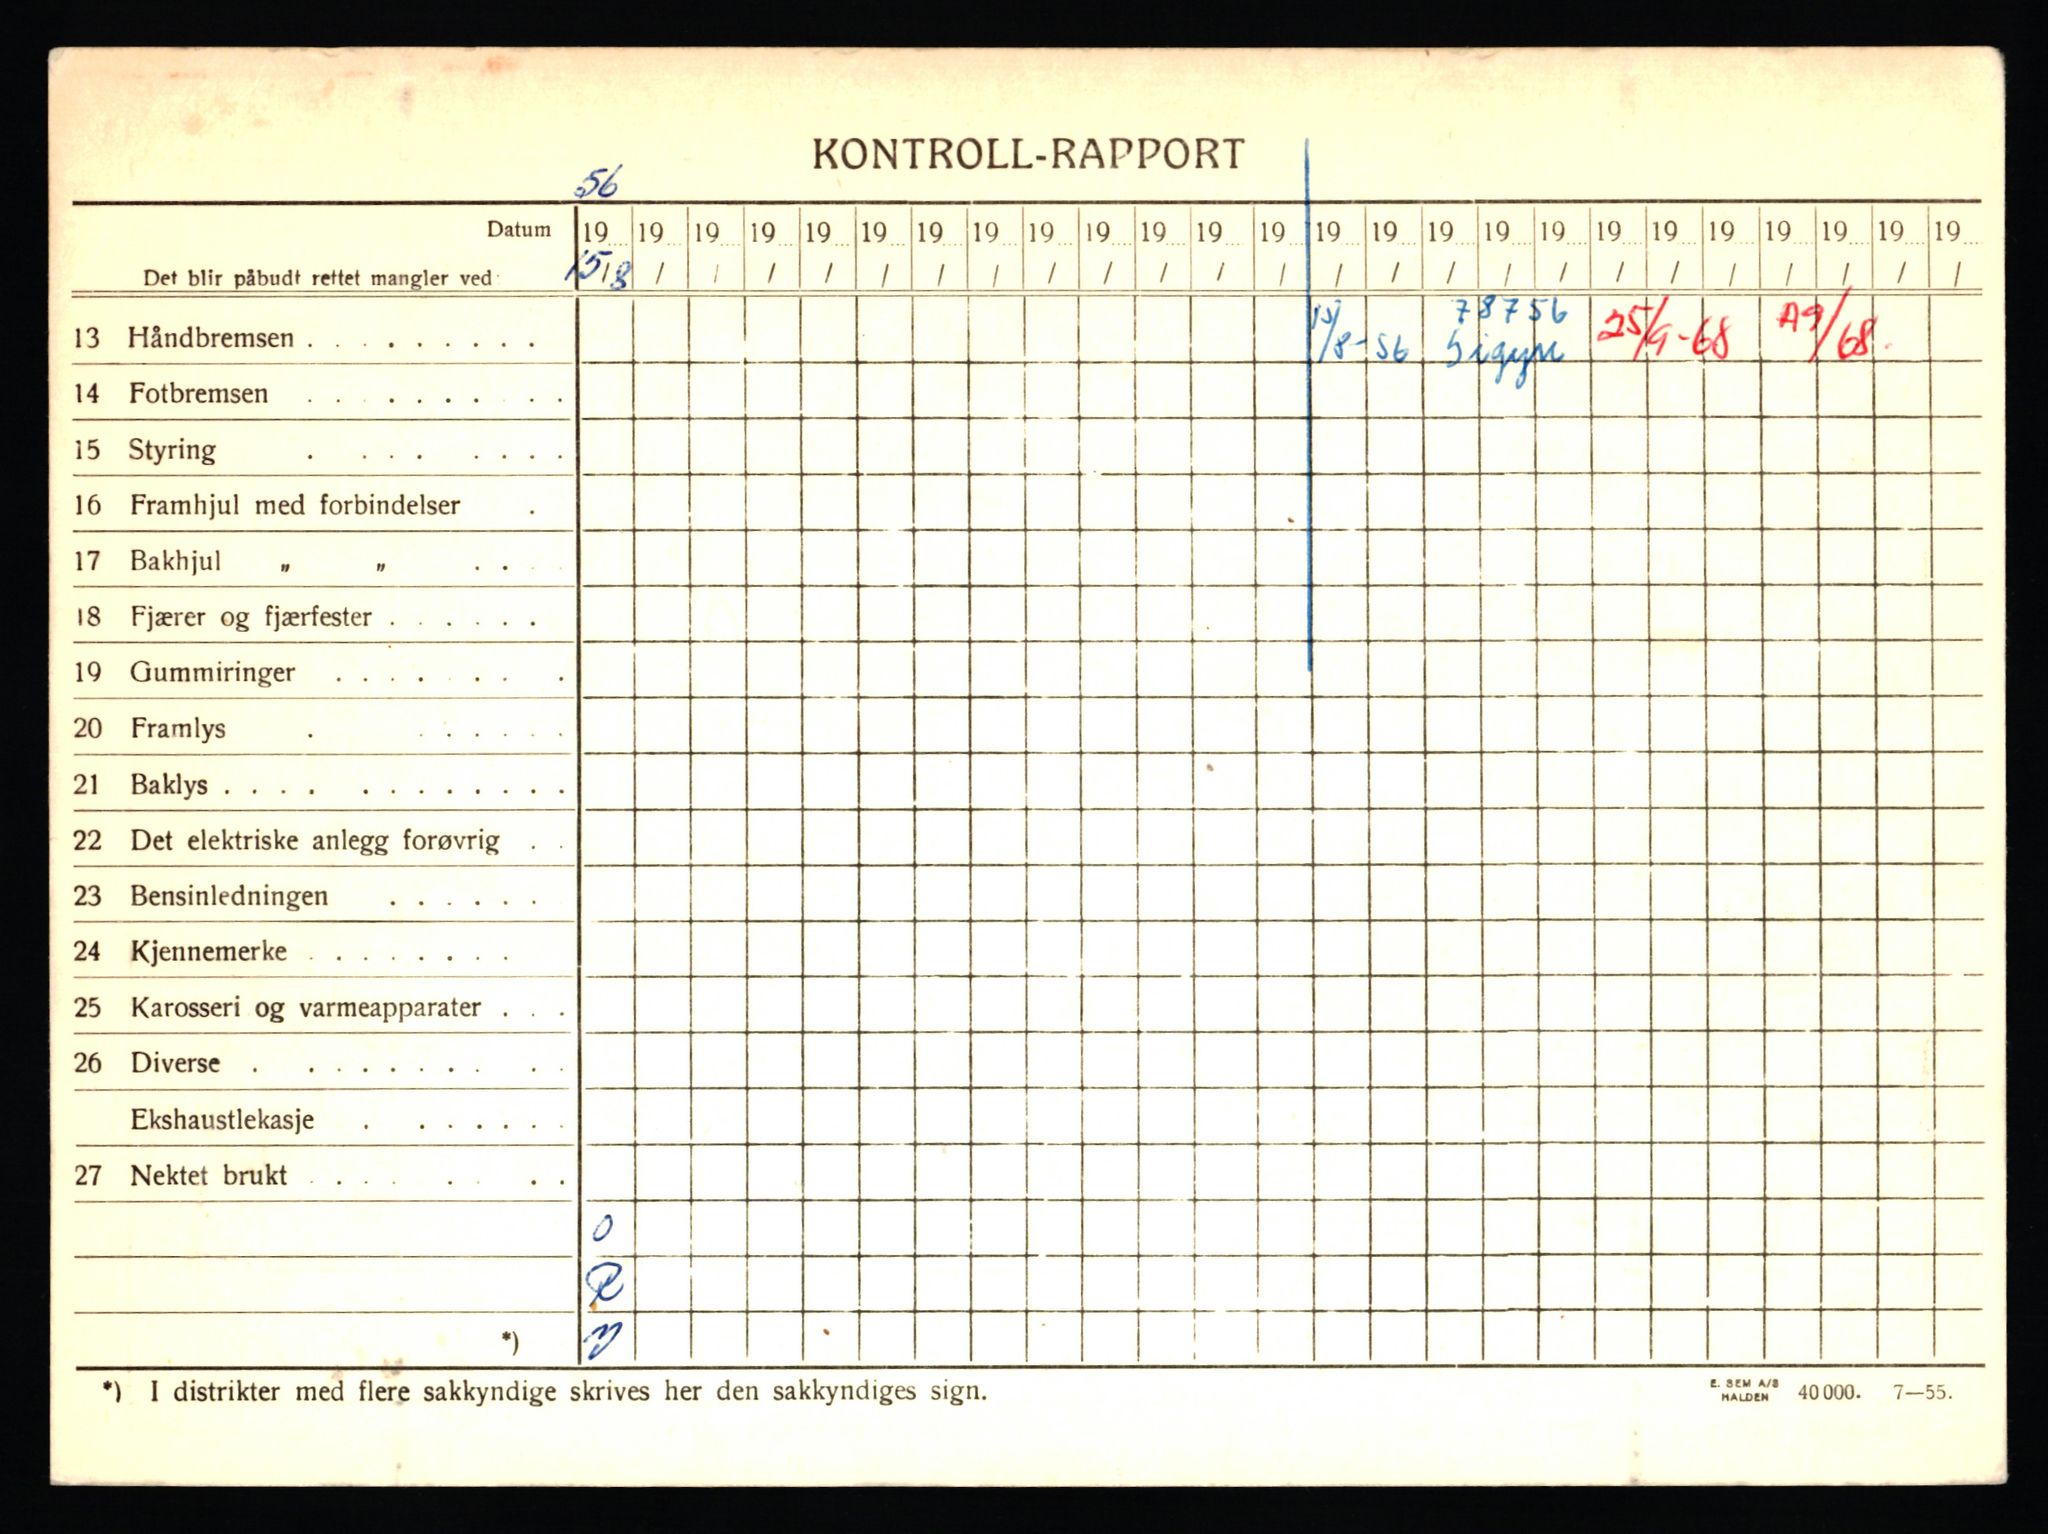 KONTROLL-RAPPORT
56
Datum 19 19 19 19 19 19 19 19 19 19 19 19 19 19 19 19 19 19 19 19 19 19 19 19 19
Det blir påbudt rettet mangler ved: 15/8 / / / / / / / / / / / / / / / / / / / / / / / /
78756
13 Håndbremsen . . . . . . . . . 15/8-56 Sigyn 25/9-68 A9/68.
14 Fotbremsen . . . . . . . . .
15 Styring . . . . . . . .
16 Framhjul med forbindelser .
17 Bakhjul „ „ . . .
18 Fjærer og fjærfester . . . . . .
19 Gummiringer . . . . . . . .
20 Framlys . . . . . . .
21 Baklys . . . . . . . . . . . .
22 Det elektriske anlegg forøvrig . .
23 Bensinledningen . . . . . .
24 Kjennemerke . . . . . . . .
25 Karosseri og varmeapparater . . .
26 Diverse . . . . . . . . . .
Ekshaustlekasje . . . . . . .
27 Nektet brukt . . . . . . .
O
R
*)
*) I distrikter med flere sakkyndige skrives her den sakkyndiges sign.
E. SEM A/S
HALDEN 40 000. 7—55.